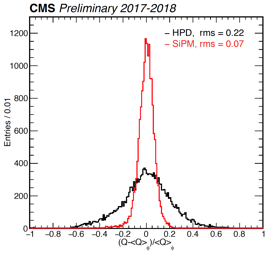 CMS Preliminary 2017-2018
Entries / 0.01
1200
1000
800
600
400
200
0
HPD, rms = 0.22
SiPM, rms = 0.07
-1 -0.8 -0.6 -0.4 -0.2 0 0.2 0.4 0.6 0.8 1
(Q-<Q>φ)/<Q>φ